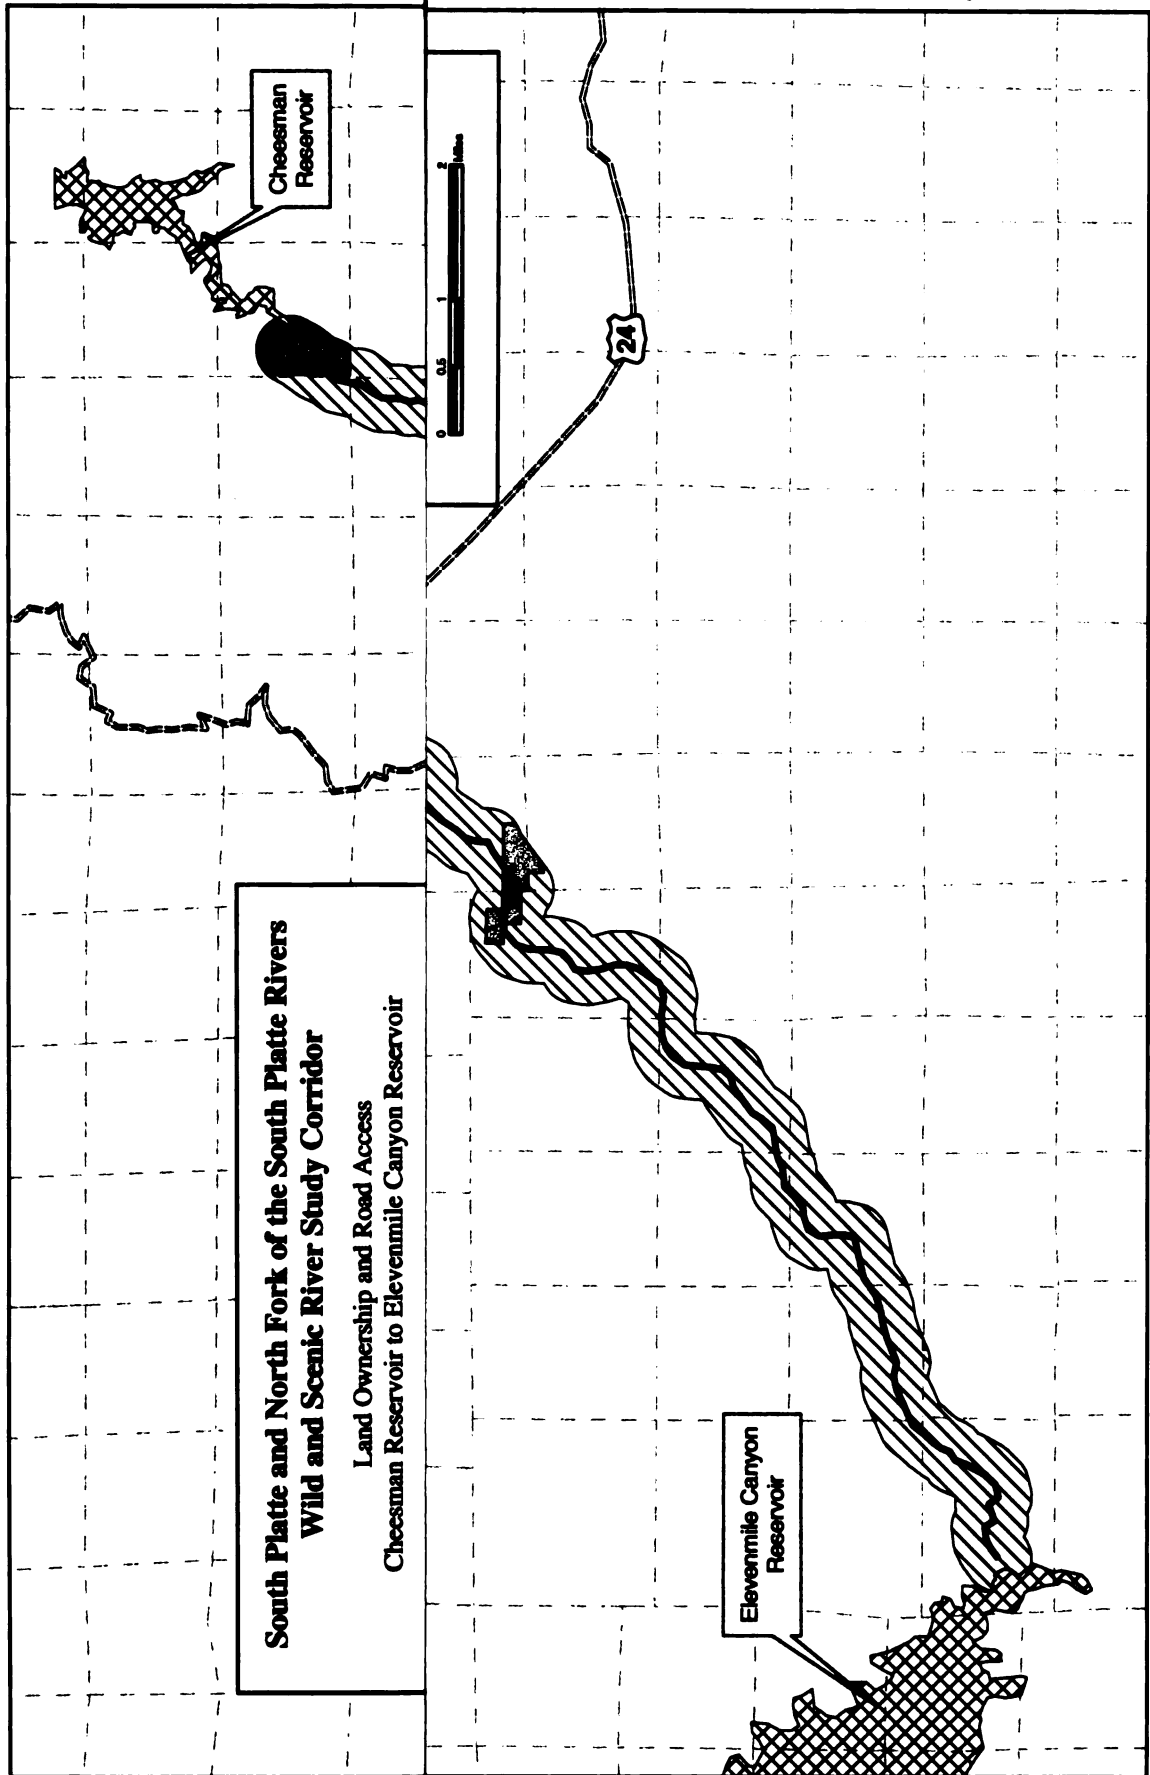 South Platte and North Fork of the South Platte Rivers
Wild and Scenic River Study Corridor
Land Ownership and Road Access
Cheesman Reservoir to Elevenmile Canyon Reservoir
Cheesman
Reservoir
0 0.5 1 2
Miles
24
Elevenmile Canyon
Reservoir